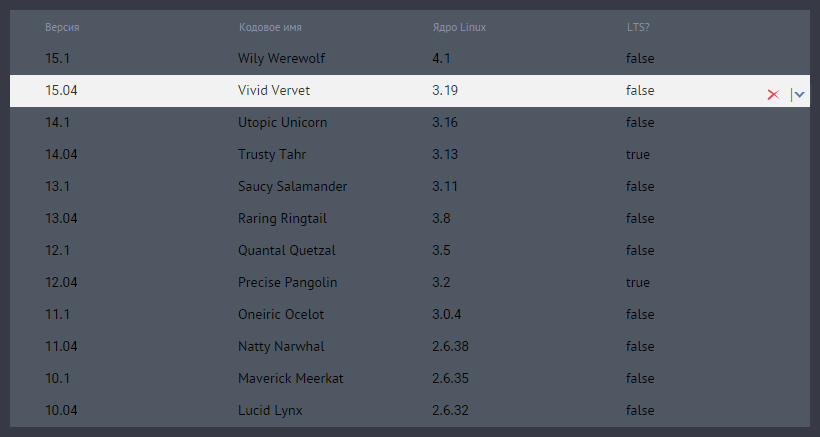 Версия Кодовое имя Ядро Linux LTS?
15.1 Wily Werewolf 4.1 false
15.04 Vivid Vervet 3.19 false
14.1 Utopic Unicorn 3.16 false
14.04 Trusty Tahr 3.13 true
13.1 Saucy Salamander 3.11 false
13.04 Raring Ringtail 3.8 false
12.1 Quantal Quetzal 3.5 false
12.04 Precise Pangolin 3.2 true
11.1 Oneiric Ocelot 3.0.4 false
11.04 Natty Narwhal 2.6.38 false
10.1 Maverick Meerkat 2.6.35 false
10.04 Lucid Lynx 2.6.32 false